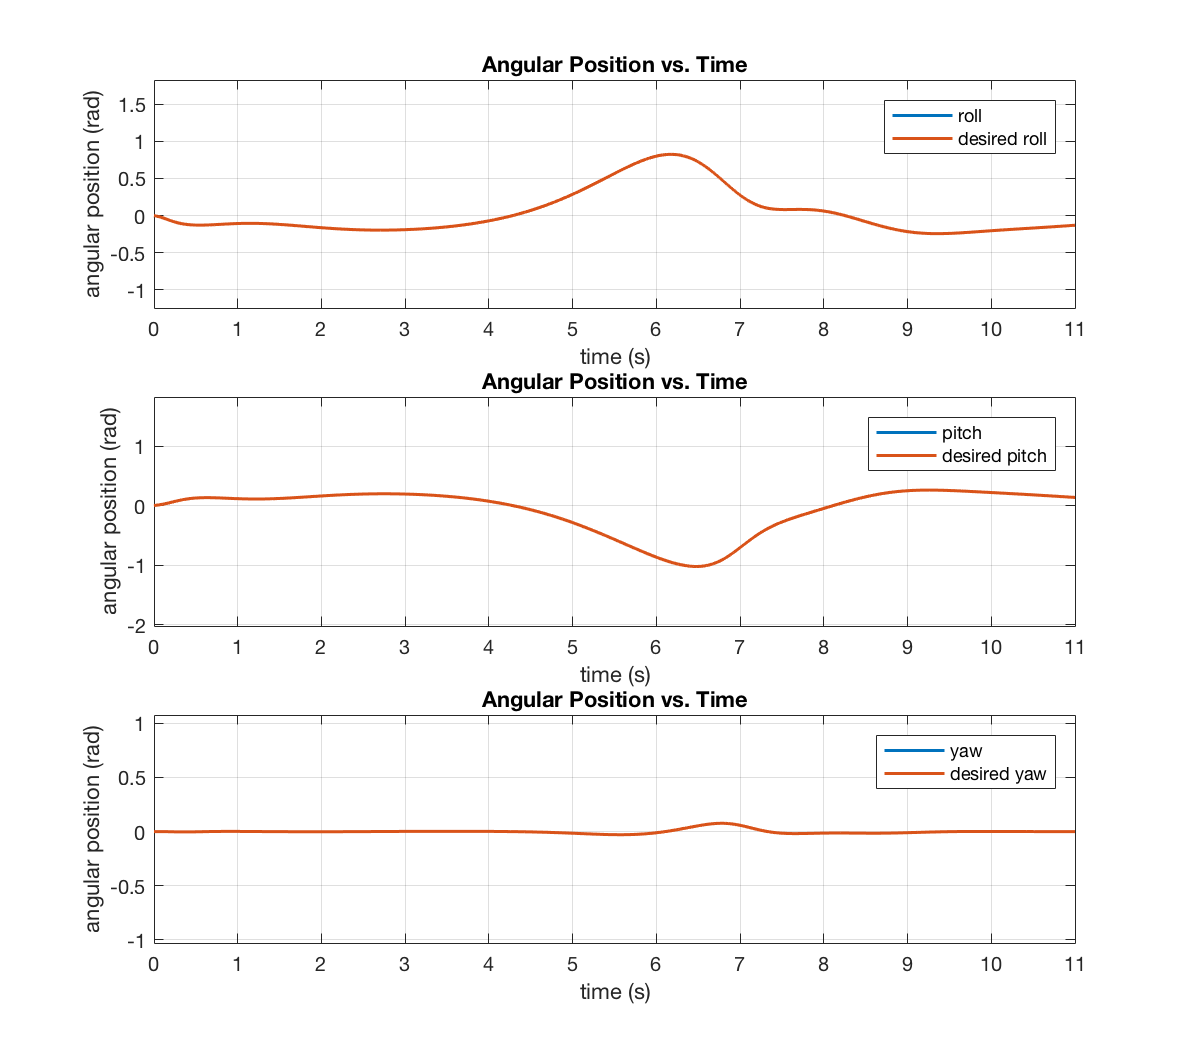 Angular Position vs. Time
angular position (rad)
1.5
1
0.5
0
-0.5
-1
roll
desired roll
0 1 2 3 4 5 6 7 8 9 10 11
time (s)
Angular Position vs. Time
angular position (rad)
1
0
-1
-2
pitch
desired pitch
0 1 2 3 4 5 6 7 8 9 10 11
time (s)
Angular Position vs. Time
angular position (rad)
1
0.5
0
-0.5
-1
yaw
desired yaw
0 1 2 3 4 5 6 7 8 9 10 11
time (s)